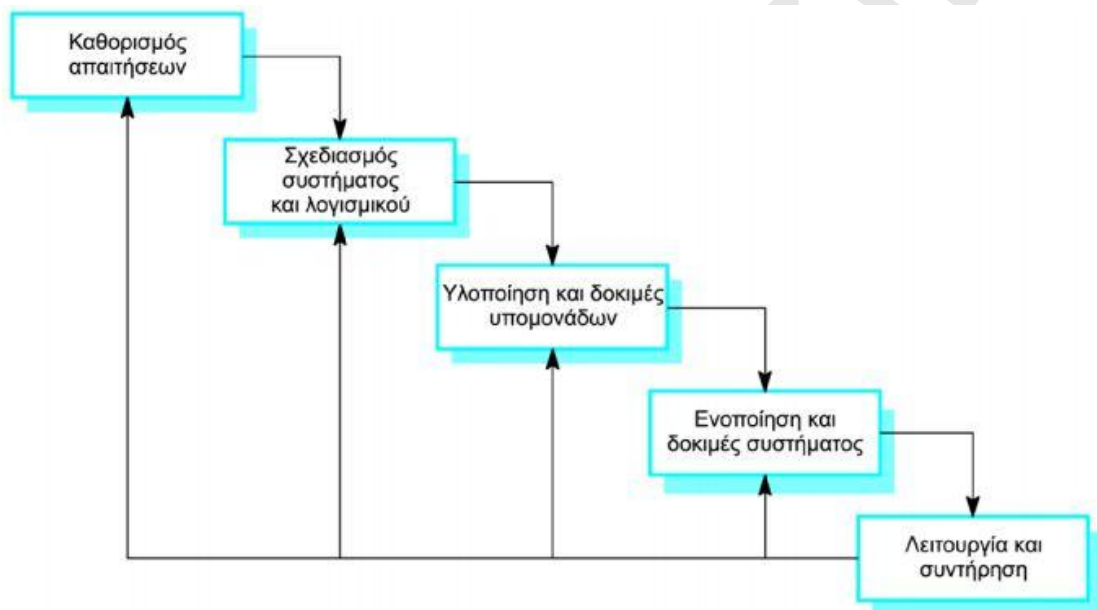 Καθορισμός
απαιτήσεων
Σχεδιασμός
συστήματος
και λογισμικού
Υλοποίηση και δοκιμές
υπομονάδων
Ενοποίηση και
δοκιμές συστήματος
Λειτουργία και
συντήρηση